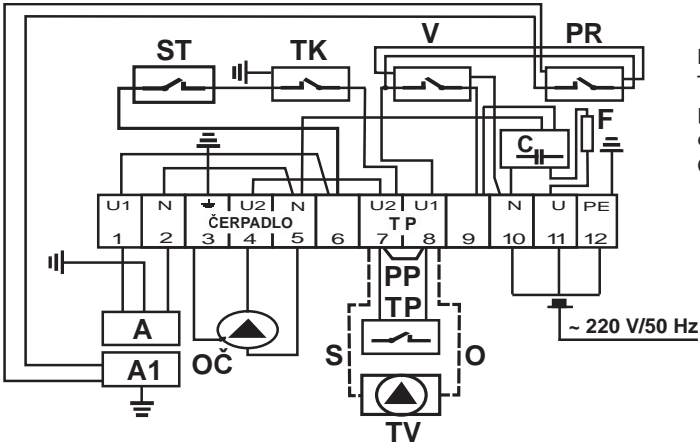 ST TK V PR
C F
U1 N U2 N U2 U1 N U PE
ČERPADLO T P
1 2 3 4 5 6 7 8 9 10 11 12
PP
TP
A
A1
OČ
S O
TV
~ 220 V/50 Hz